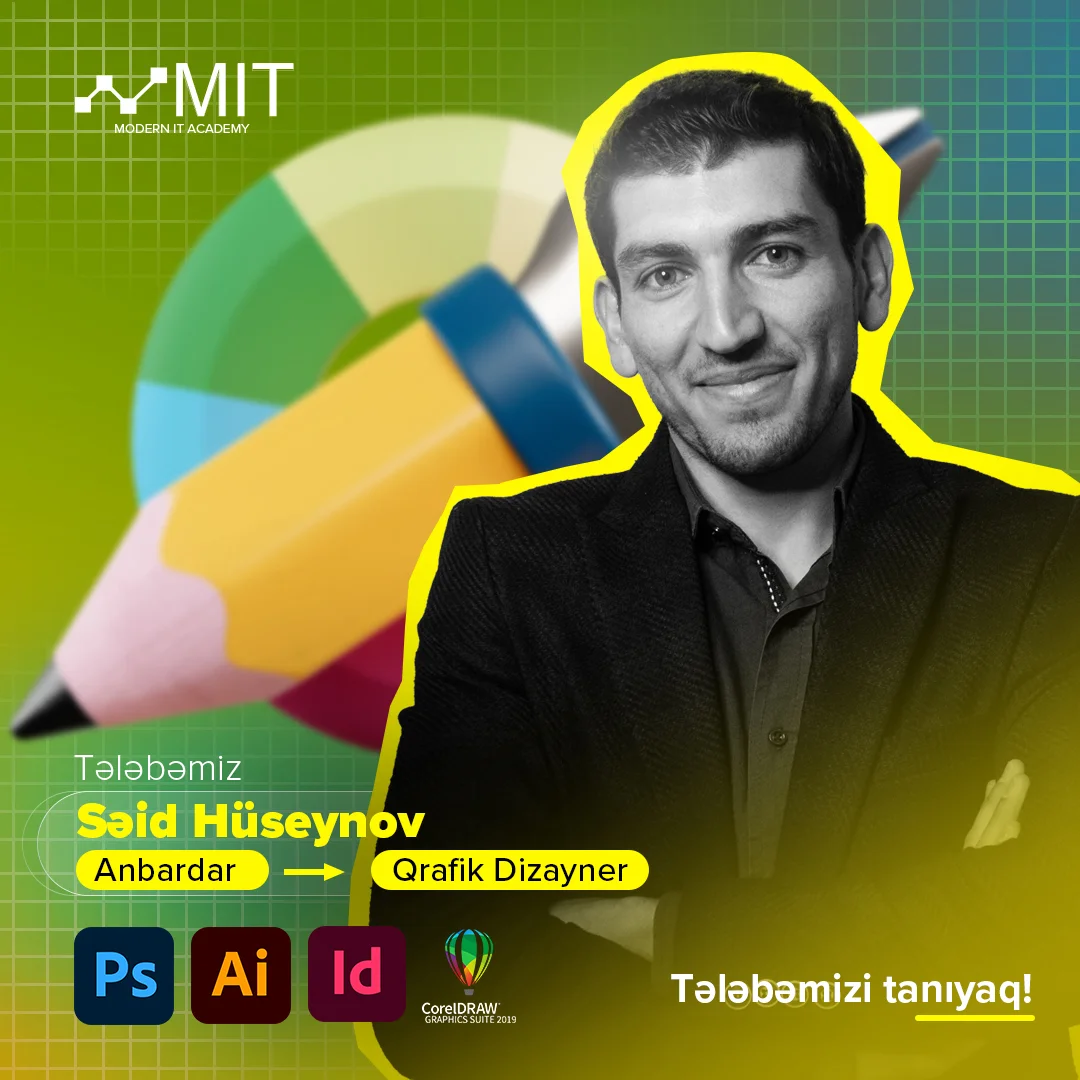 MIT
MODERN IT ACADEMY
Tələbəmiz
Səid Hüseynov
Anbardar
Qrafik Dizayner
Ps
Ai
Id
CorelDRAW
GRAPHICS SUITE 2019
Tələbəmizi tanıyaq!